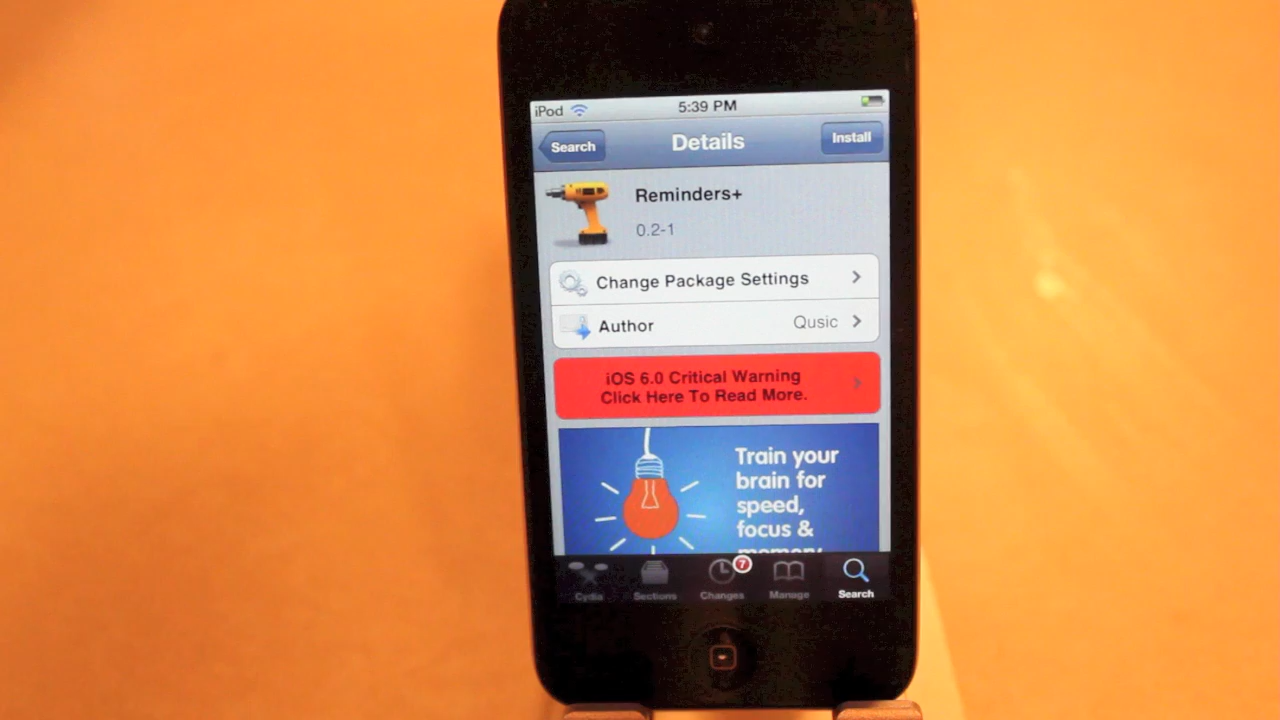 iPod 5:39 PM
Search Details Install
Reminders+
0.2-1
Change Package Settings
Author Qusic
iOS 6.0 Critical Warning
Click Here To Read More.
Train your
brain for
speed,
focus &
memory
7
Cydia Sections Changes Manage Search